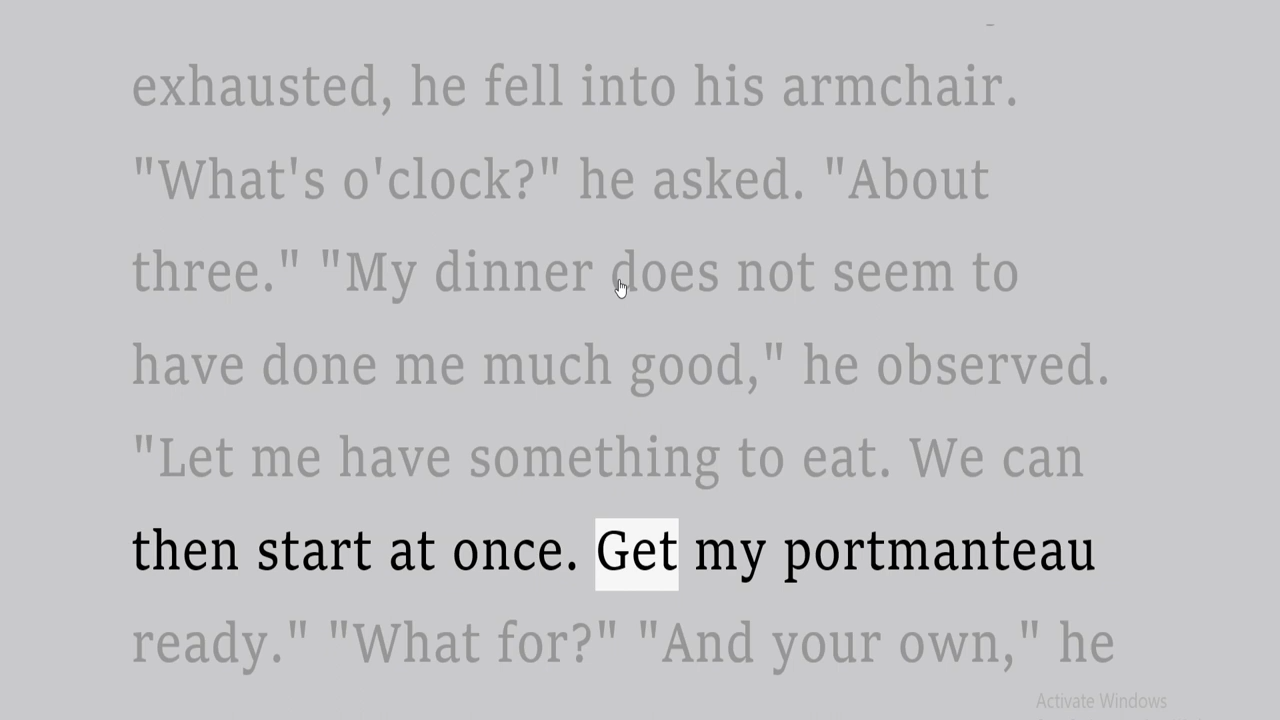 exhausted, he fell into his armchair.
"What's o'clock?" he asked. "About
three." "My dinner does not seem to
have done me much good," he observed.
"Let me have something to eat. We can
then start at once. Get my portmanteau
ready." "What for?" "And your own," he
Activate Windows